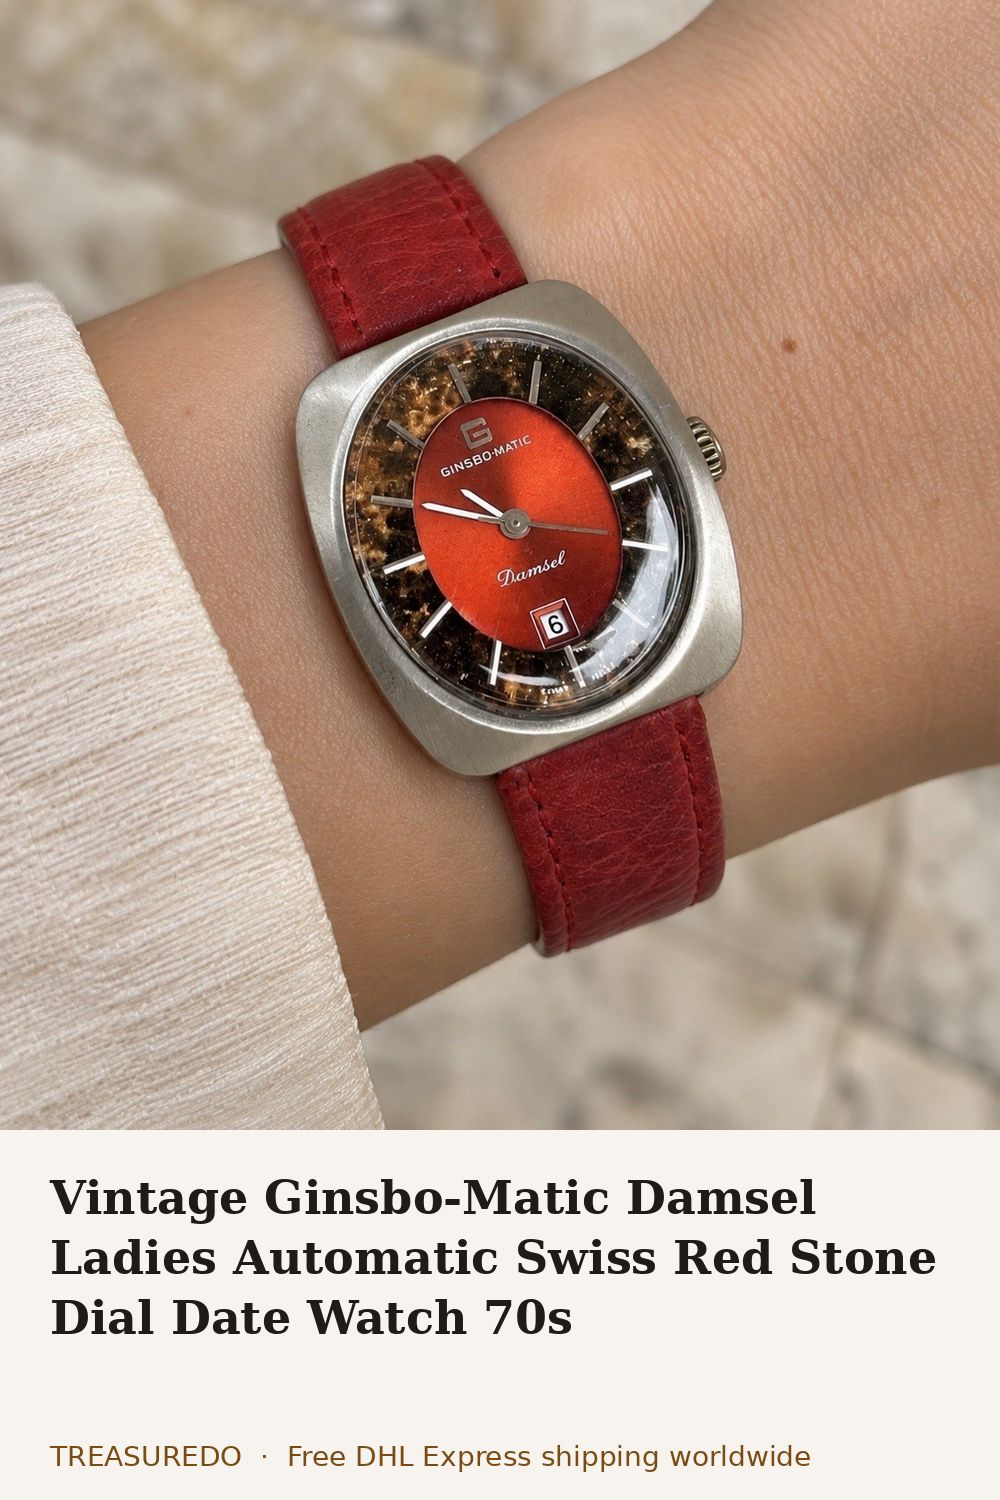 G
GINSBO-MATIC
Damsel
6
Vintage Ginsbo-Matic Damsel
Ladies Automatic Swiss Red Stone
Dial Date Watch 70s
TREASUREDO · Free DHL Express shipping worldwide